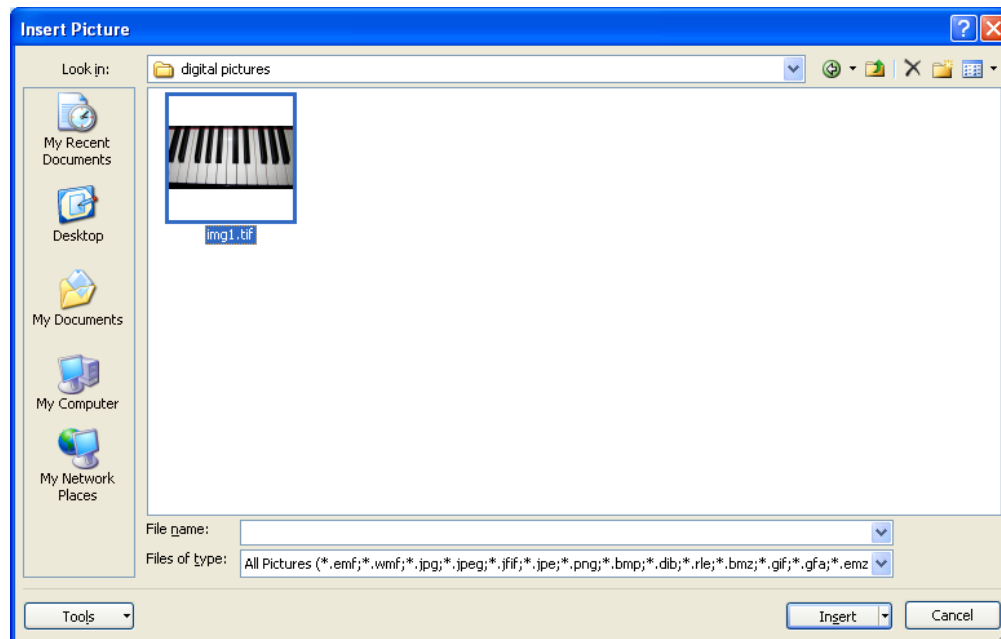 Insert Picture
Look in:
digital pictures
My Recent
Documents
Desktop
My Documents
My Computer
My Network
Places
img1.tif
File name:
Files of type:
All Pictures (*.emf;*.wmf;*.jpg;*.jpeg;*.jfif;*.jpe;*.png;*.bmp;*.dib;*.rle;*.bmz;*.gif;*.gfa;*.emz
Tools
Insert
Cancel